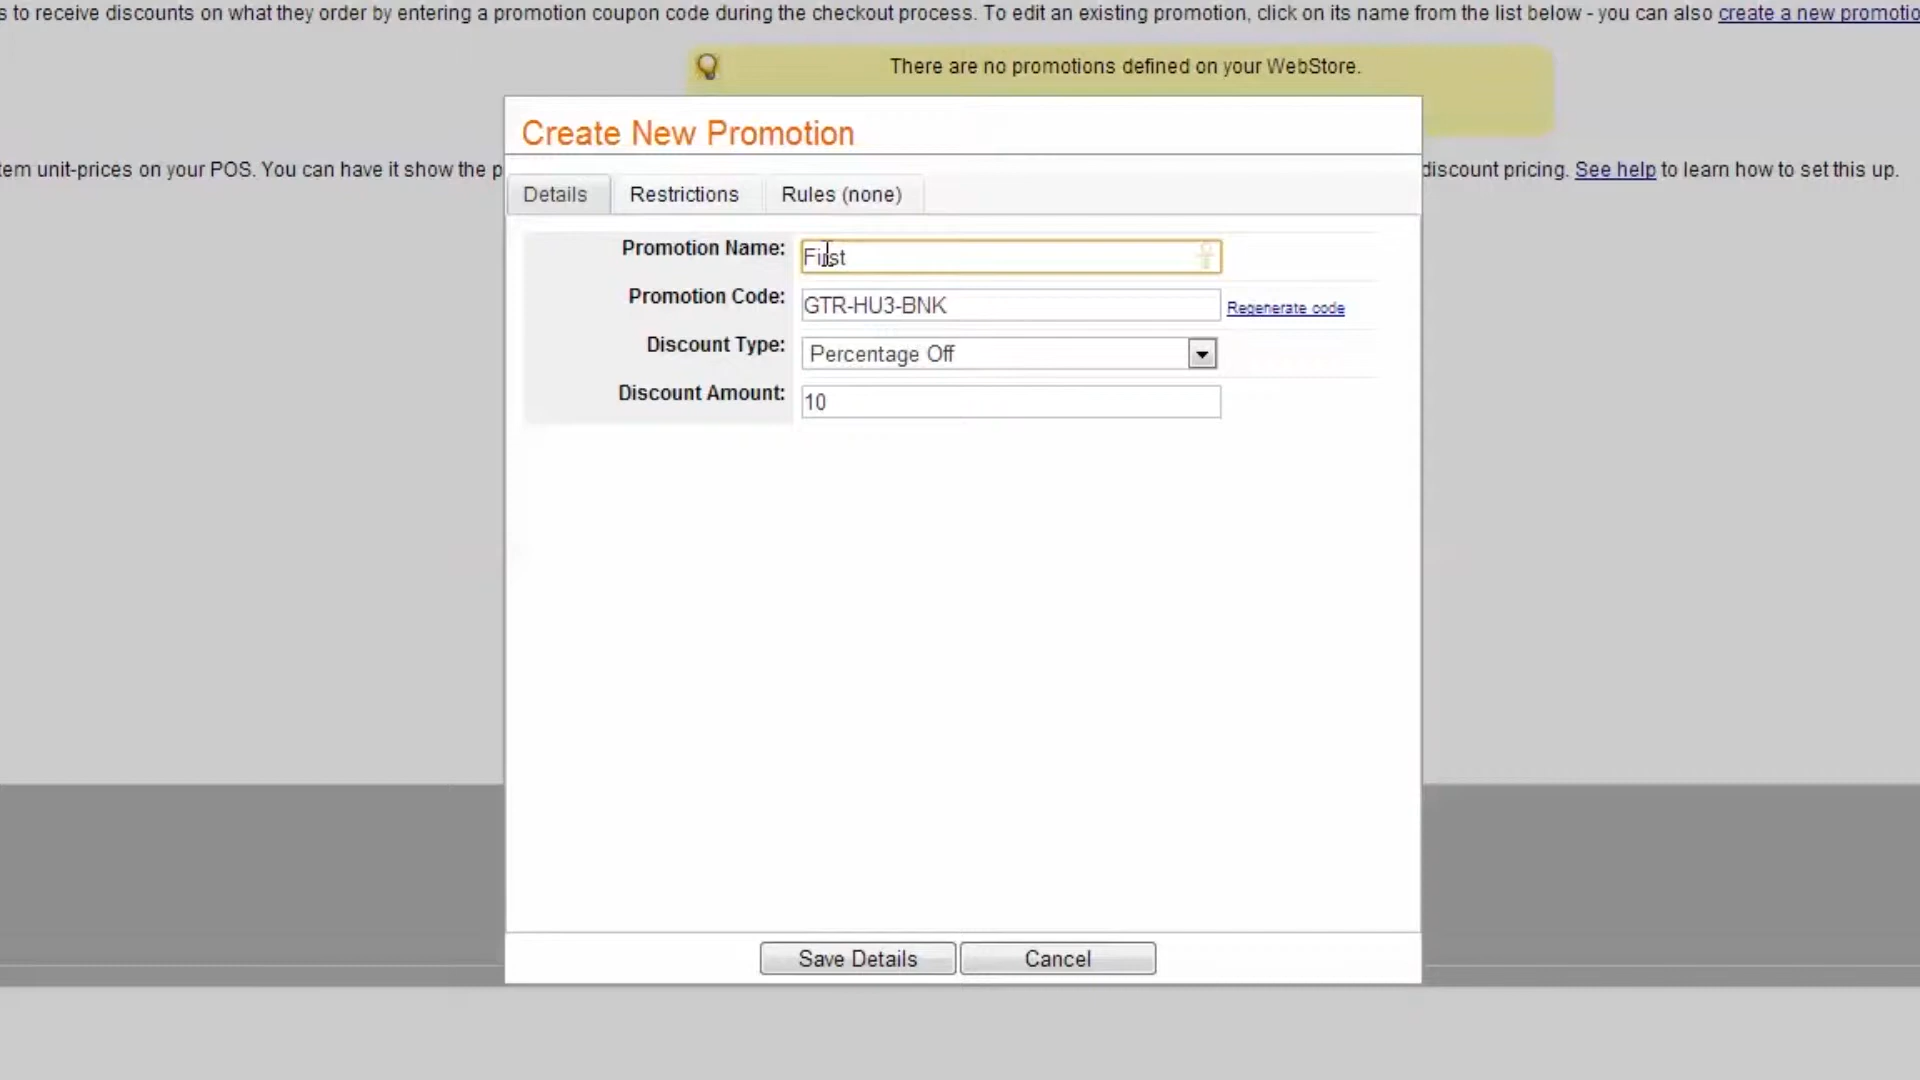 s to receive discounts on what they order by entering a promotion coupon code during the checkout process. To edit an existing promotion, click on its name from the list below - you can also create a new promotio
There are no promotions defined on your WebStore.
Create New Promotion
em unit-prices on your POS. You can have it show the p
discount pricing. See help to learn how to set this up.
Details Restrictions Rules (none)
Promotion Name: First
Promotion Code: GTR-HU3-BNK Regenerate code
Discount Type: Percentage Off
Discount Amount: 10
Save Details Cancel